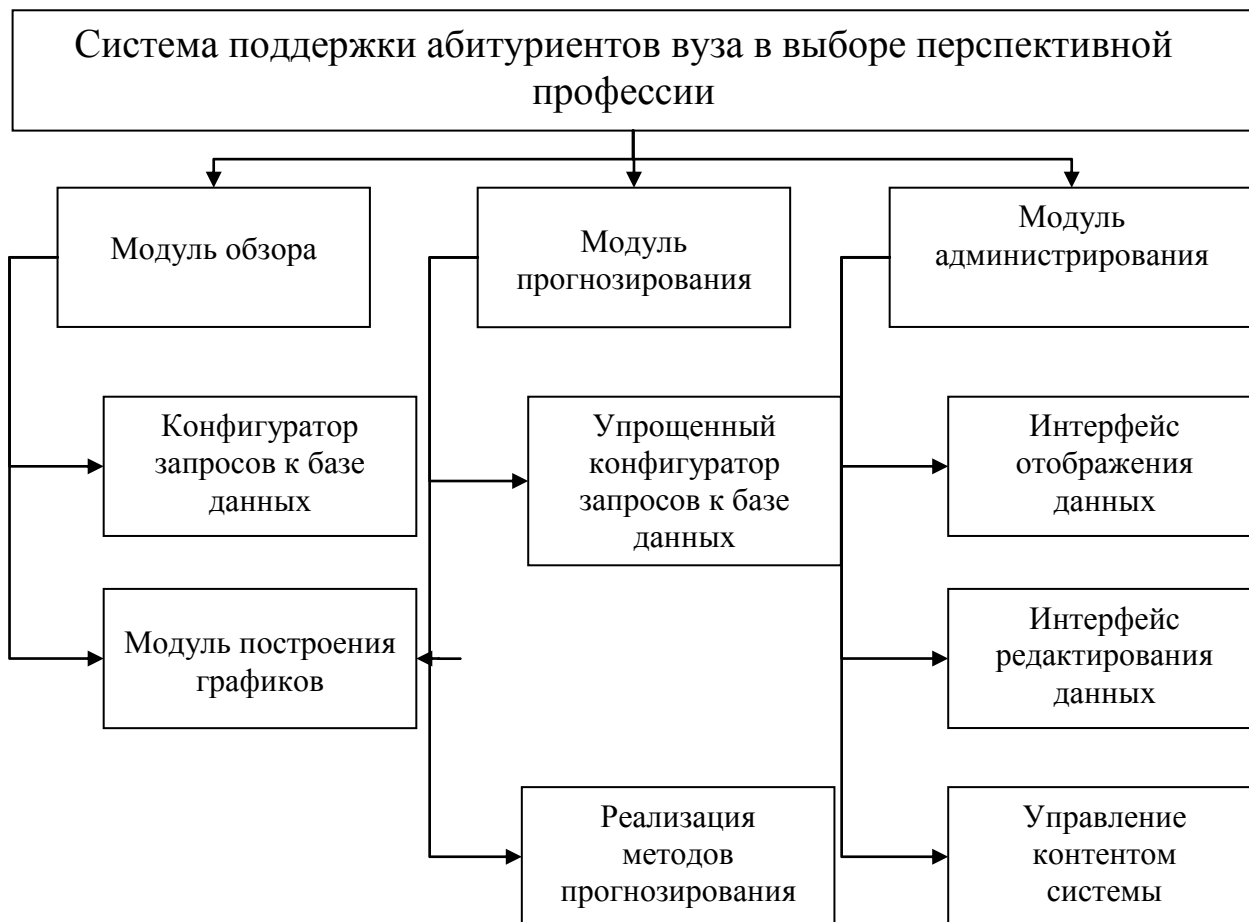 Система поддержки абитуриентов вуза в выборе перспективной
профессии
Модуль обзора
Модуль
прогнозирования
Модуль
администрирования
Конфигуратор
запросов к базе
данных
Упрощенный
конфигуратор
запросов к базе
данных
Интерфейс
отображения
данных
Модуль построения
графиков
Интерфейс
редактирования
данных
Реализация
методов
прогнозирования
Управление
контентом
системы